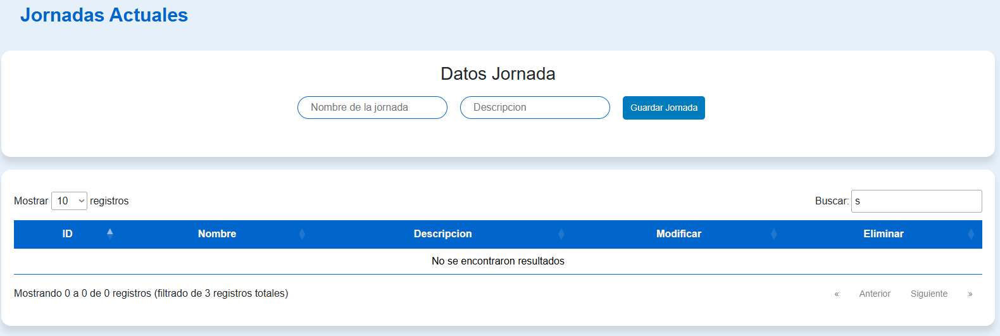 Jornadas Actuales
Datos Jornada
Nombre de la jornada Descripcion Guardar Jornada
Mostrar 10 registros Buscar: s
ID Nombre Descripcion Modificar Eliminar
No se encontraron resultados
Mostrando 0 a 0 de 0 registros (filtrado de 3 registros totales) « Anterior Siguiente »